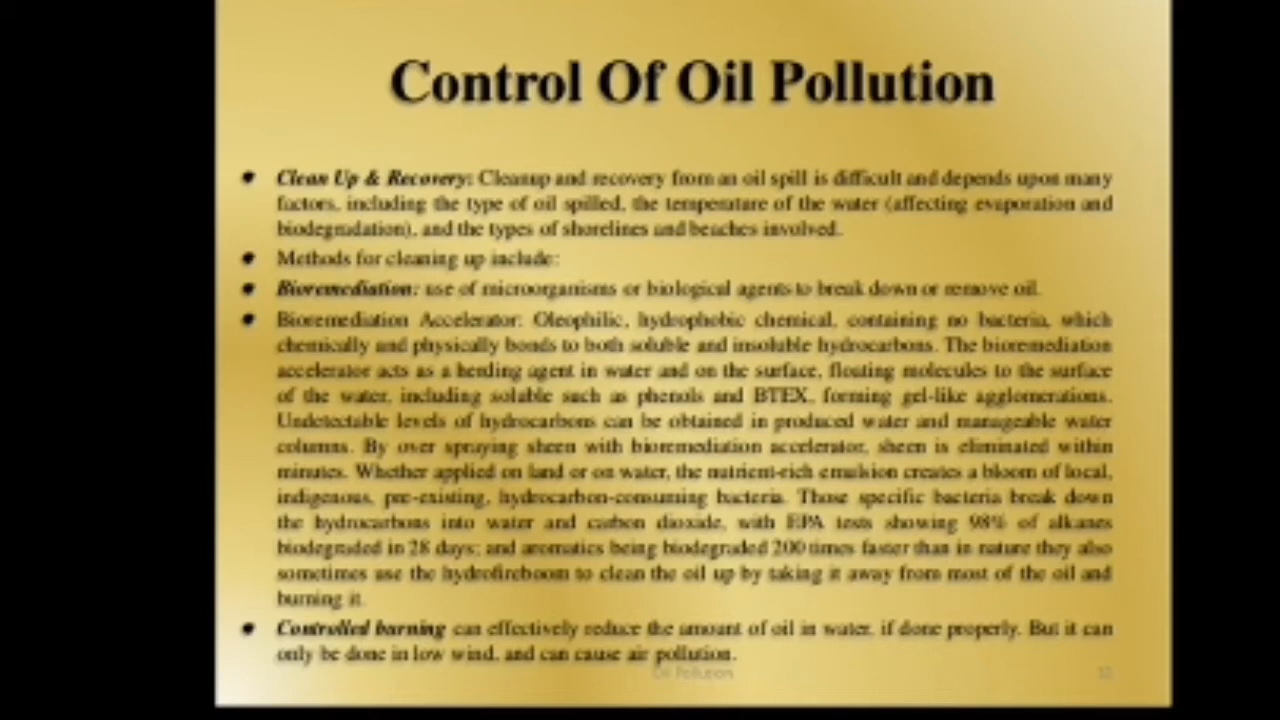 Control Of Oil Pollution
• Clean Up & Recovery: Cleanup and recovery from an oil spill is difficult and depends upon many
factors, including the type of oil spilled, the temperature of the water (affecting evaporation and
biodegradation), and the types of shorelines and beaches involved.
• Methods for cleaning up include:
• Bioremediation: use of microorganisms or biological agents to break down or remove oil.
• Bioremediation Accelerator: Oleophilic, hydrophobic chemical, containing no bacteria, which
chemically and physically bonds to both soluble and insoluble hydrocarbons. The bioremediation
accelerator acts as a herding agent in water and on the surface, floating molecules to the surface
of the water, including soluble such as phenols and BTEX, forming gel-like agglomerations.
Undetectable levels of hydrocarbons can be obtained in produced water and manageable water
columns. By over spraying sheen with bioremediation accelerator, sheen is eliminated within
minutes. Whether applied on land or on water, the nutrient-rich emulsion creates a bloom of local,
indigenous, pre-existing, hydrocarbon-consuming bacteria. Those specific bacteria break down
the hydrocarbons into water and carbon dioxide, with EPA tests showing 98% of alkanes
biodegraded in 28 days; and aromatics being biodegraded 200 times faster than in nature they also
sometimes use the hydrofireboom to clean the oil up by taking it away from most of the oil and
burning it.
• Controlled burning can effectively reduce the amount of oil in water, if done properly. But it can
only be done in low wind, and can cause air pollution.
Oil Pollution